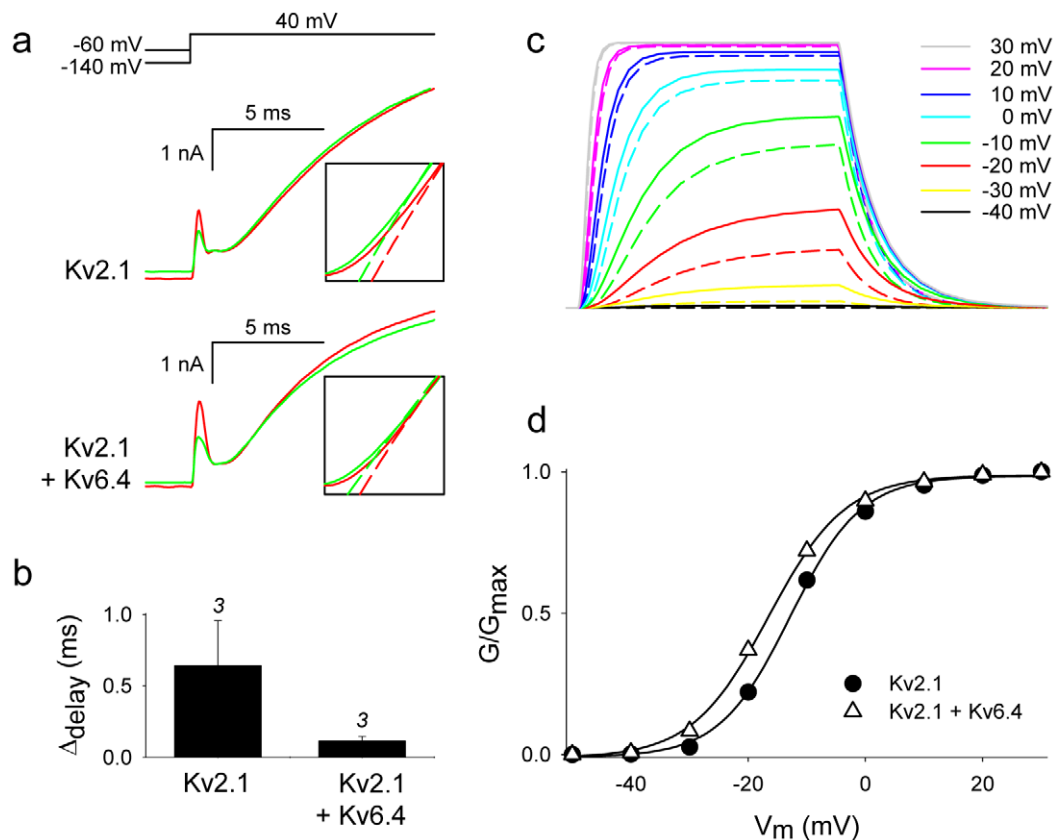 a
40 mV
-60 mV
-140 mV
5 ms
1 nA
Kv2.1
5 ms
1 nA
Kv2.1
+ Kv6.4
b
Δdelay (ms)
1.0
0.5
0.0
3
3
Kv2.1
Kv2.1
+ Kv6.4
c
30 mV
20 mV
10 mV
0 mV
-10 mV
-20 mV
-30 mV
-40 mV
d
G/Gmax
1.0
0.5
0.0
Kv2.1
Kv2.1 + Kv6.4
-40
-20
0
20
Vm (mV)